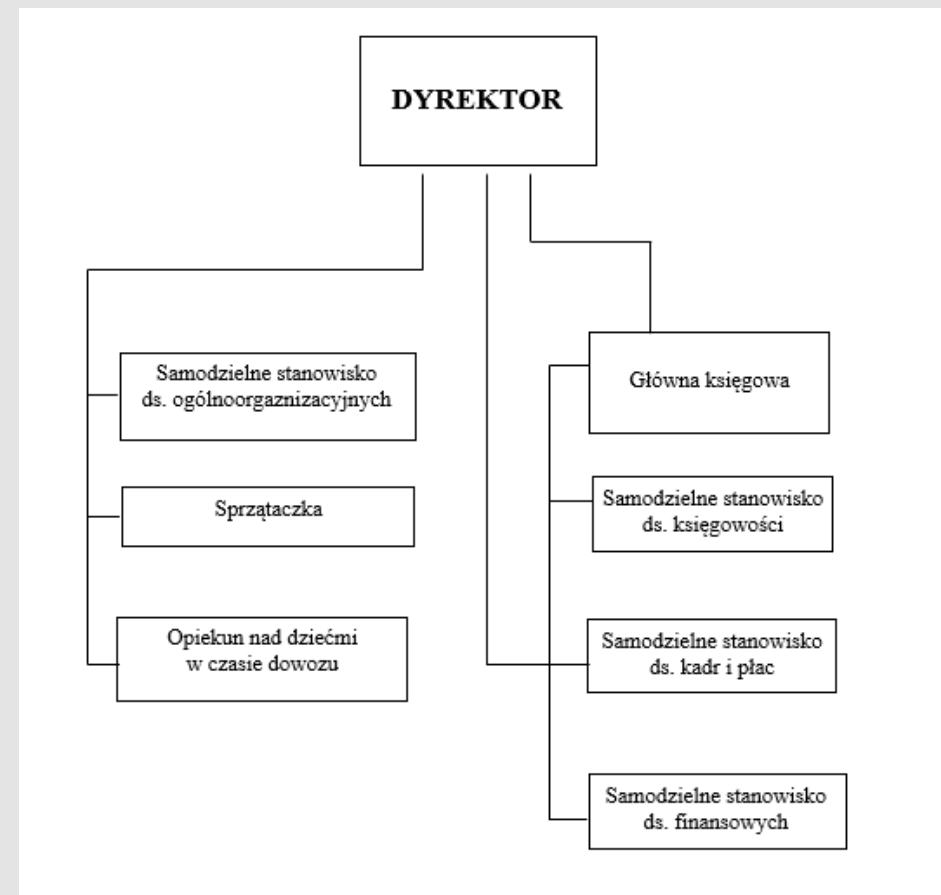 DYREKTOR
Samodzielne stanowisko
ds. ogólnoorgaznizacyjnych
Sprzątaczka
Opiekun nad dziećmi
w czasie dowozu
Główna księgowa
Samodzielne stanowisko
ds. księgowości
Samodzielne stanowisko
ds. kadr i płac
Samodzielne stanowisko
ds. finansowych